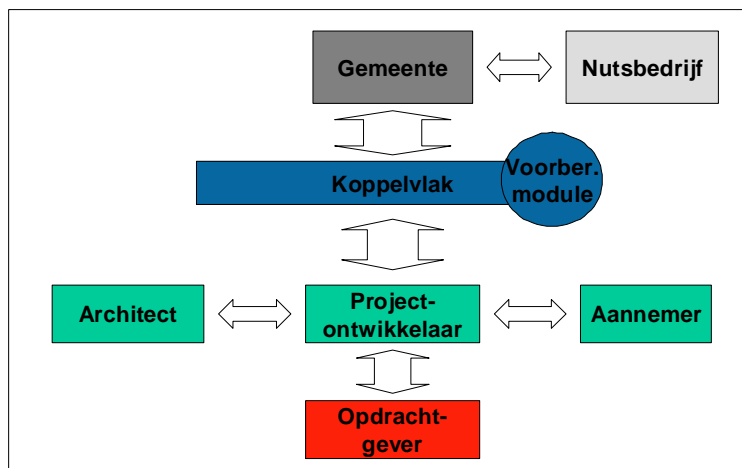 Gemeente
Nutsbedrijf
Koppelvlak
Voorber.
module
Architect
Project-
ontwikkelaar
Aannemer
Opdracht-
gever